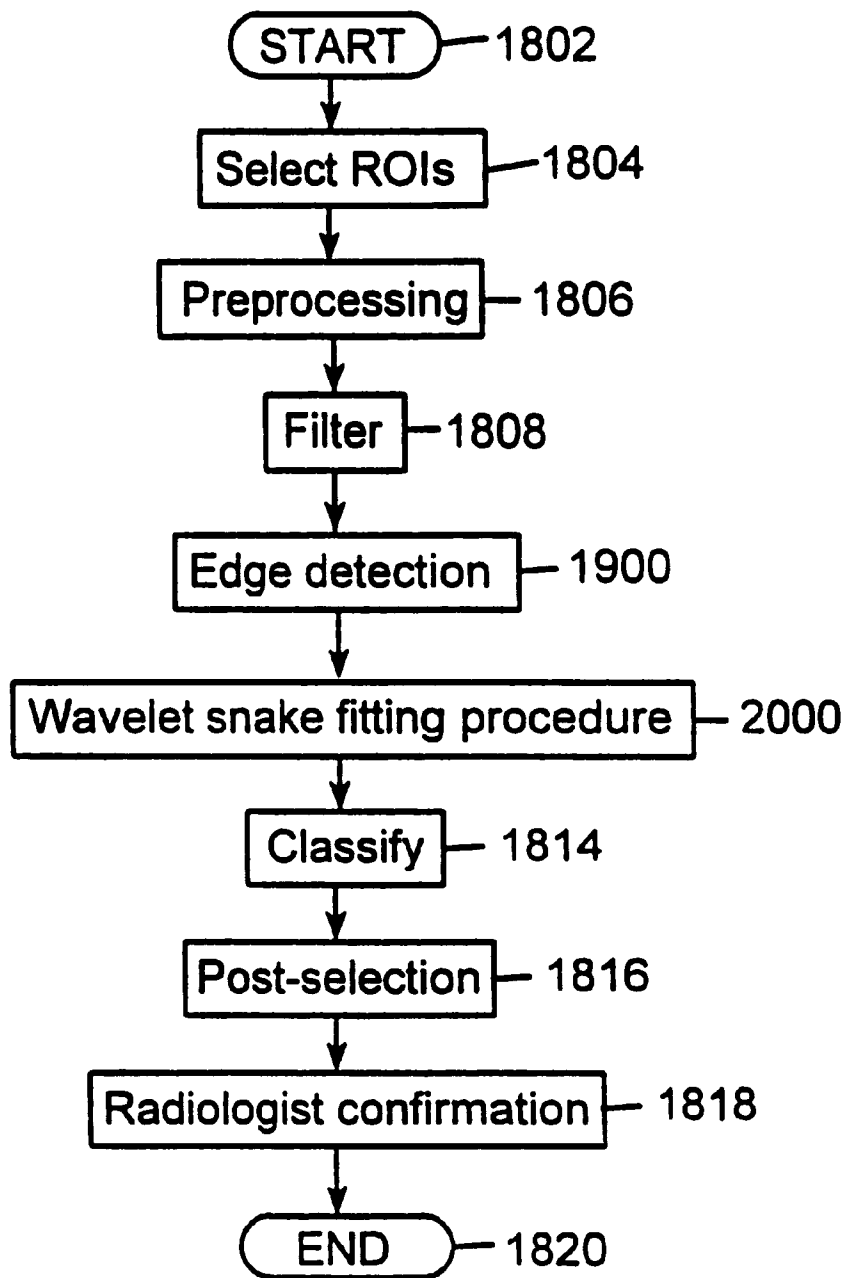 START 1802
Select ROIs 1804
Preprocessing 1806
Filter 1808
Edge detection 1900
Wavelet snake fitting procedure 2000
Classify 1814
Post-selection 1816
Radiologist confirmation 1818
END 1820